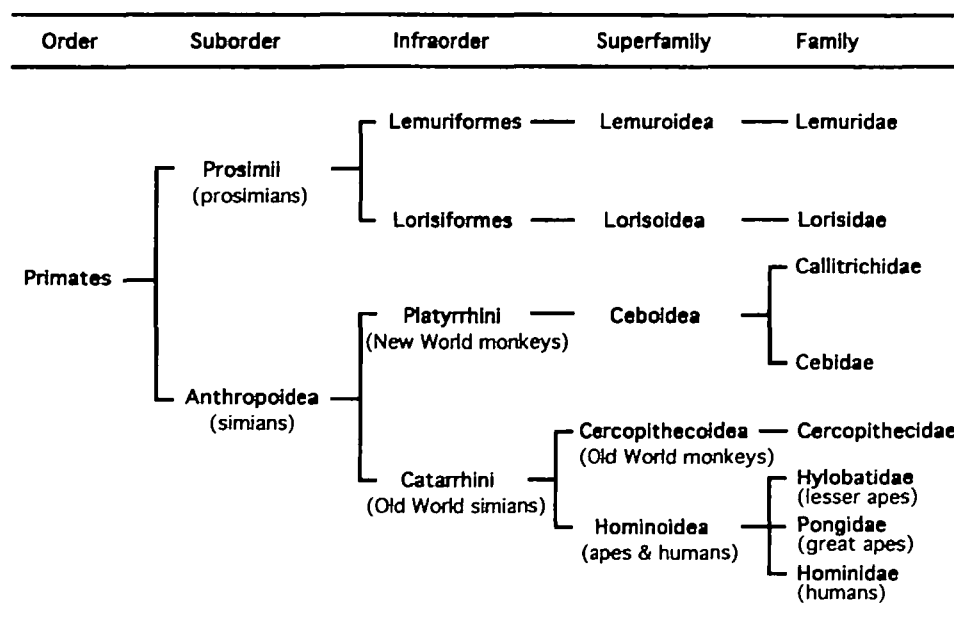 Order Suborder Infraorder Superfamily Family
Lemuriformes Lemuroidea Lemuridae
Prosimii
(prosimians)
Lorisiformes Lorisoidea Lorisidae
Primates
Callitrichidae
Platyrrhini Ceboidea
(New World monkeys)
Cebidae
Anthropoidea
(simians)
Cercopithecoidea Cercopithecidae
(Old World monkeys)
Catarrhini
(Old World simians)
Hylobatidae
(lesser apes)
Hominoidea
(apes & humans)
Pongidae
(great apes)
Hominidae
(humans)